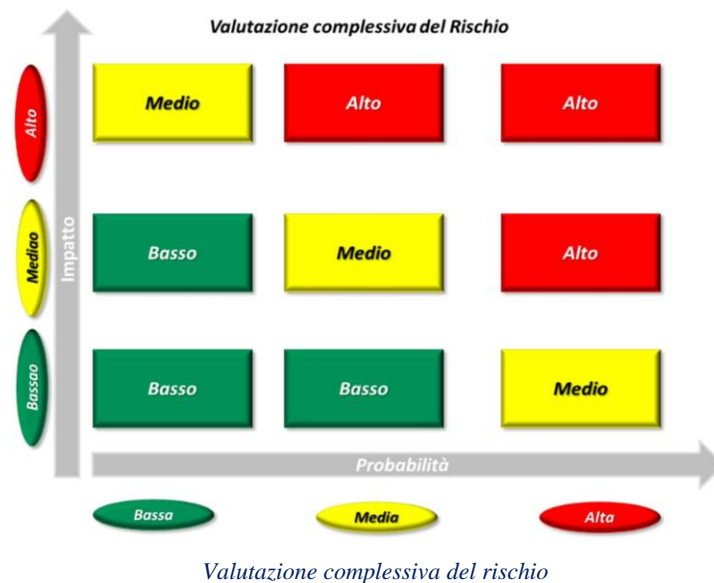 Valutazione complessiva del Rischio
Alto
Medio
Alto
Alto
Mediao
Impatto
Basso
Medio
Alto
Bassao
Basso
Basso
Medio
Probabilità
Bassa
Media
Alta
Valutazione complessiva del rischio